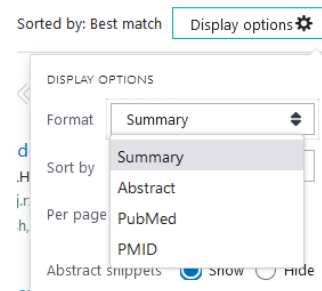 Sorted by: Best match Display options
DISPLAY OPTIONS
Format Summary
Summary
Sort by
Abstract
Per page PubMed
PMID
Abstract snippets Show Hide